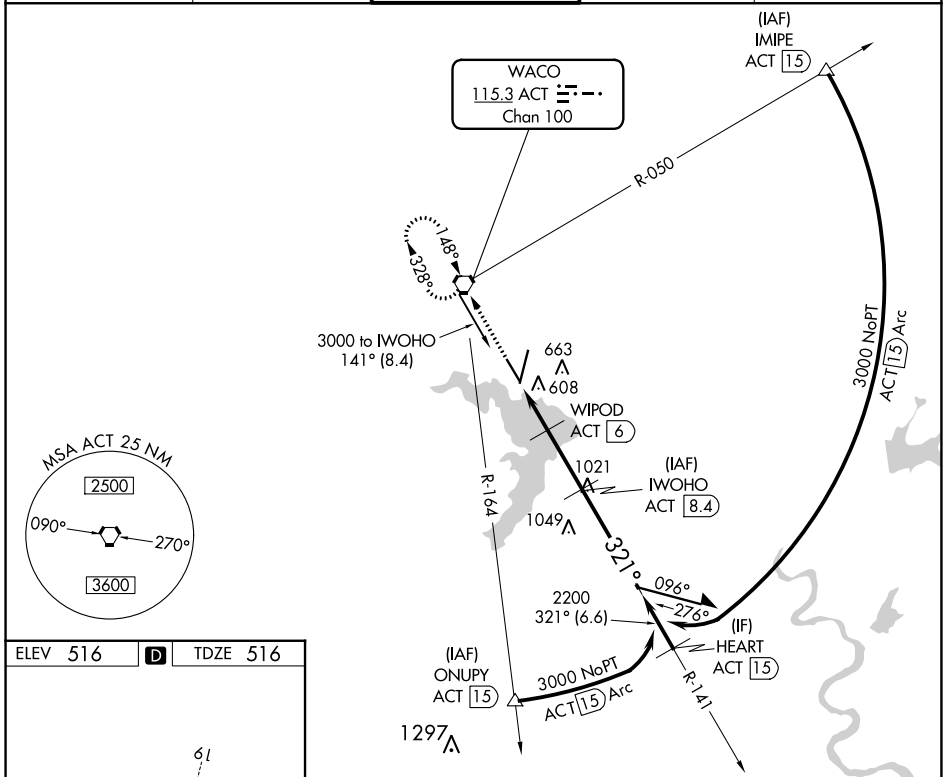 (IAF)
IMIPE
ACT 15
WACO
115.3 ACT
Chan 100
R-050
148°
328°
3000 to IWOHO
141° (8.4)
663
608
WIPOD
ACT 6
3000 NoPT
ACT 15 Arc
R-164
1021
(IAF)
IWOHO
ACT 8.4
1049
MSA ACT 25 NM
2500
090°
270°
3600
321°
096°
276°
2200
321° (6.6)
(IF)
HEART
ACT 15
R-141
(IAF)
ONUPY
ACT 15
3000 NoPT
ACT 15 Arc
1297
ELEV 516 D TDZE 516
19